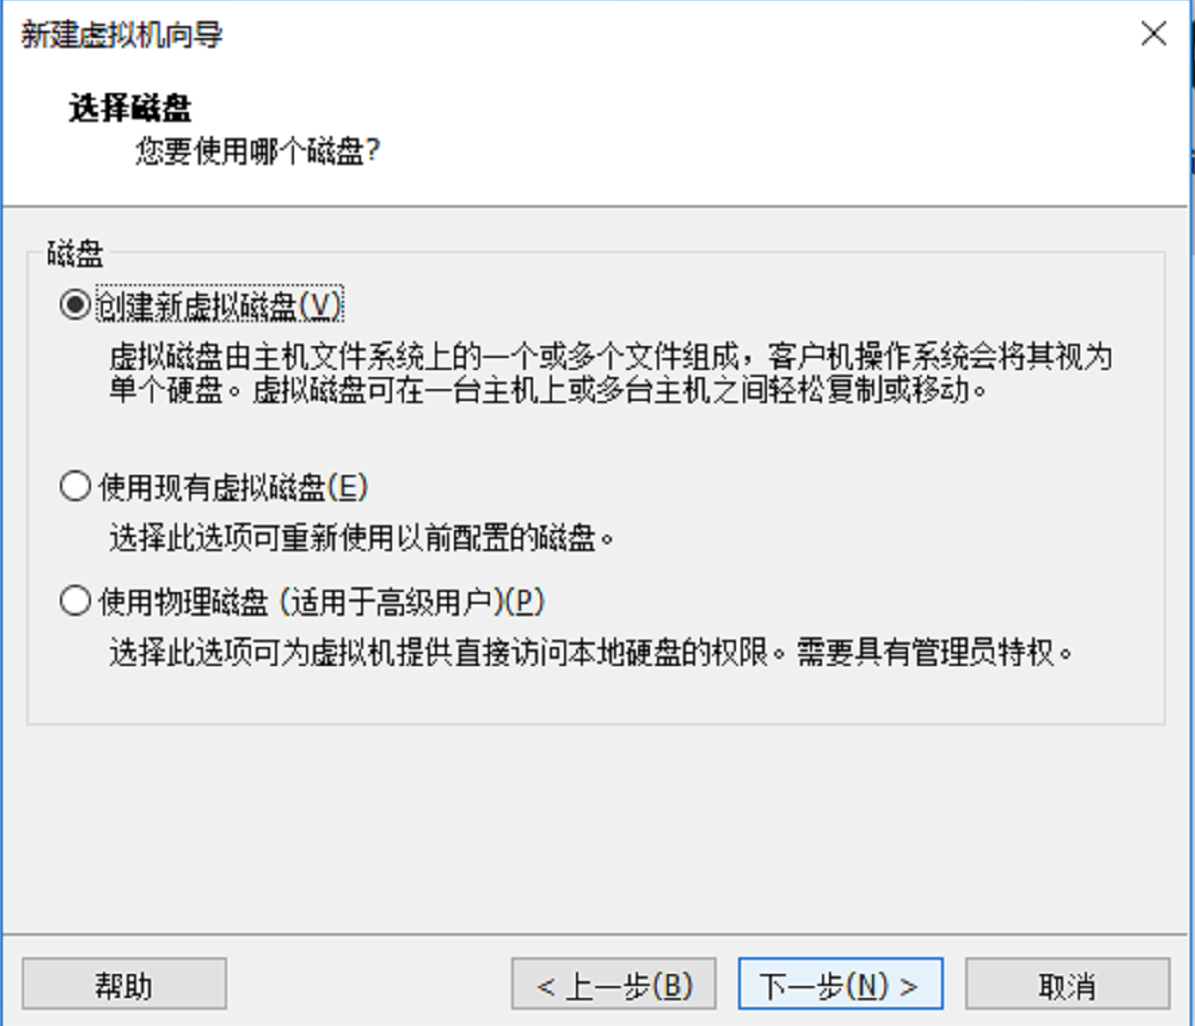 新建虚拟机向导
选择磁盘
您要使用哪个磁盘?
磁盘
创建新虚拟磁盘(V)
虚拟磁盘由主机文件系统上的一个或多个文件组成，客户机操作系统会将其视为
单个硬盘。虚拟磁盘可在一台主机上或多台主机之间轻松复制或移动。
使用现有虚拟磁盘(E)
选择此选项可重新使用以前配置的磁盘。
使用物理磁盘 (适用于高级用户)(P)
选择此选项可为虚拟机提供直接访问本地硬盘的权限。需要具有管理员特权。
帮助
< 上一步(B)
下一步(N) >
取消